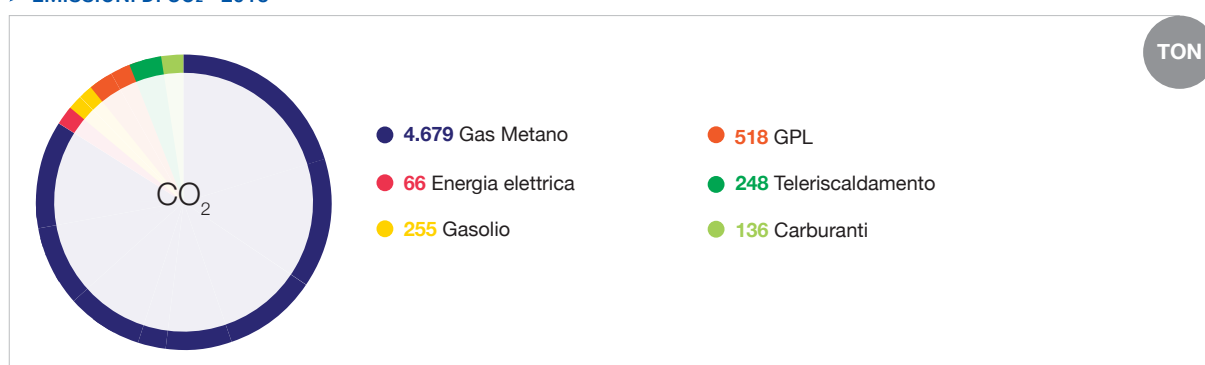 TON
CO2
4.679 Gas Metano
66 Energia elettrica
255 Gasolio
518 GPL
248 Teleriscaldamento
136 Carburanti